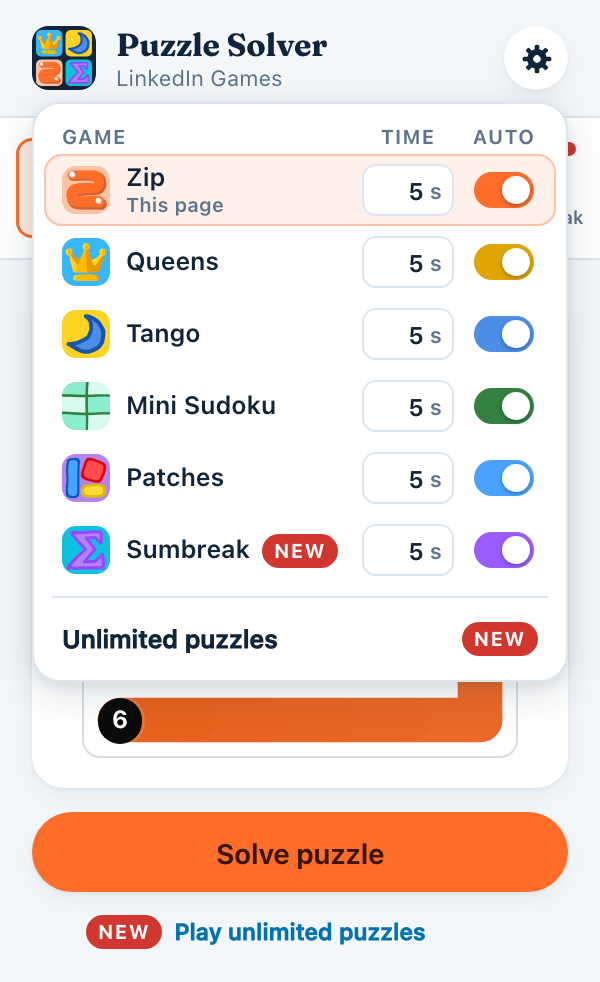 Puzzle Solver
LinkedIn Games
GAME TIME AUTO
Zip
This page
5 s
Queens 5 s
Tango 5 s
Mini Sudoku 5 s
Patches 5 s
Sumbreak NEW 5 s
Unlimited puzzles NEW
6
Solve puzzle
NEW Play unlimited puzzles